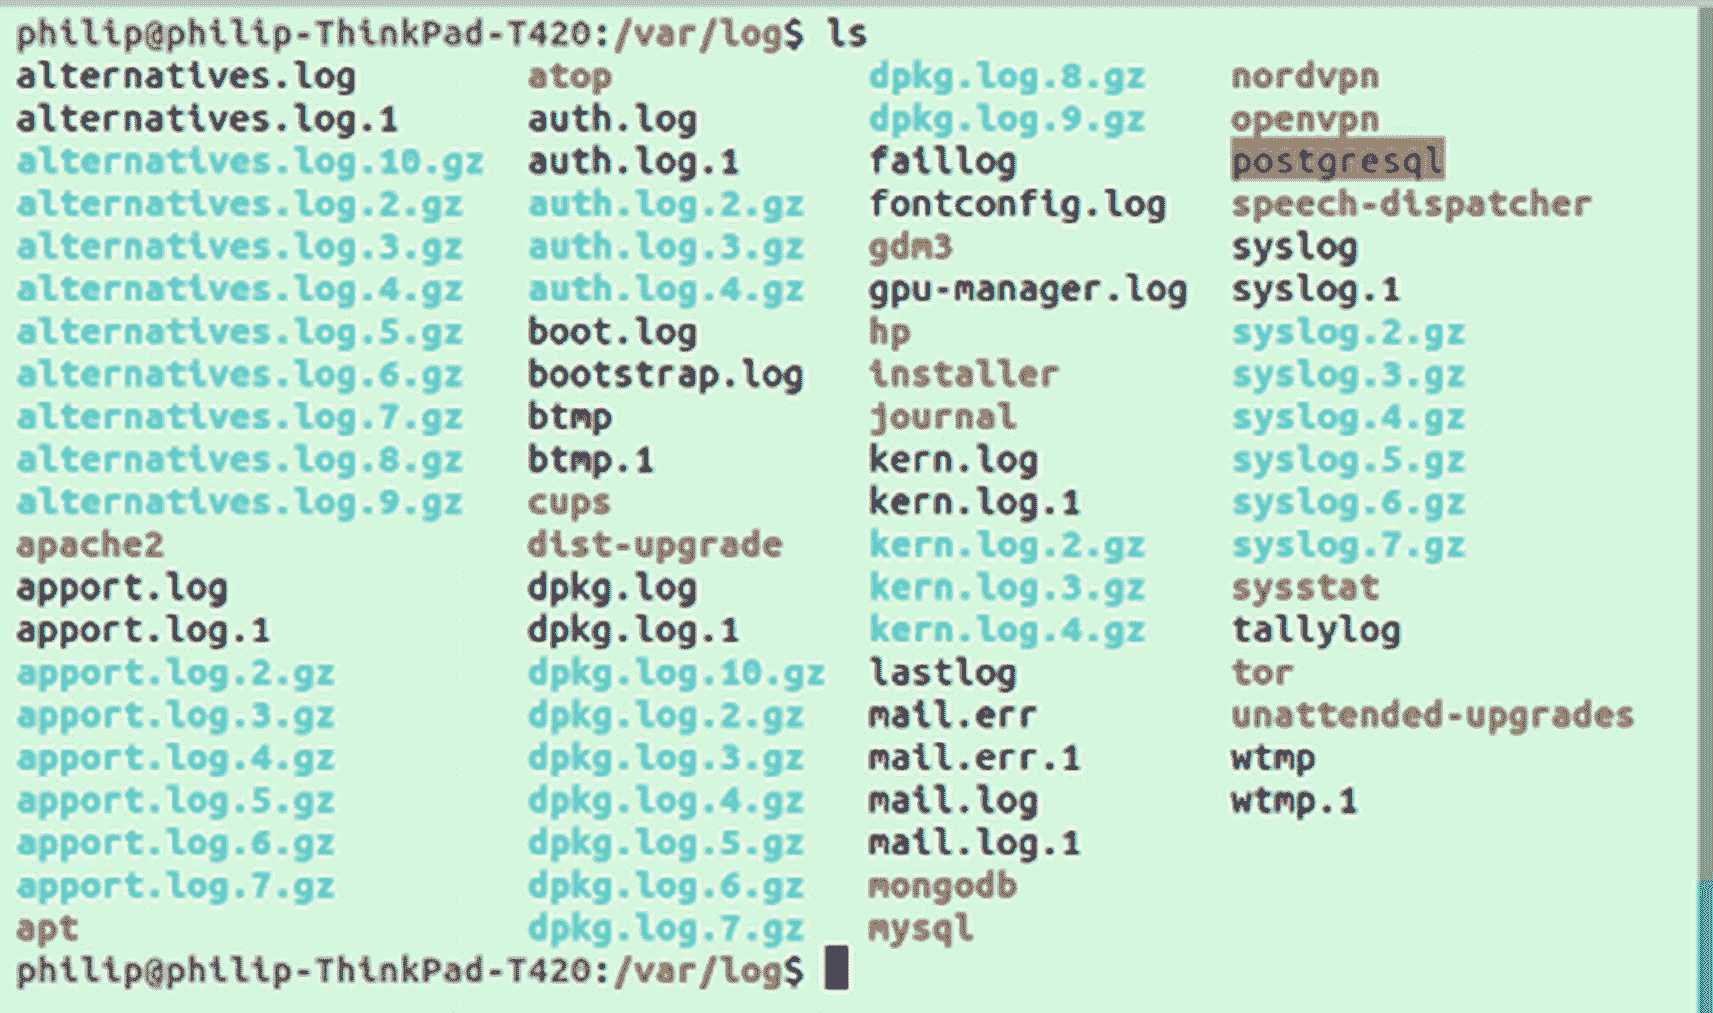 philip@philip-ThinkPad-T420:/var/log$ ls
alternatives.log atop dpkg.log.8.gz nordvpn
alternatives.log.1 auth.log dpkg.log.9.gz openvpn
alternatives.log.10.gz auth.log.1 faillog postgresql
alternatives.log.2.gz auth.log.2.gz fontconfig.log speech-dispatcher
alternatives.log.3.gz auth.log.3.gz gdm3 syslog
alternatives.log.4.gz auth.log.4.gz gpu-manager.log syslog.1
alternatives.log.5.gz boot.log hp syslog.2.gz
alternatives.log.6.gz bootstrap.log installer syslog.3.gz
alternatives.log.7.gz btmp journal syslog.4.gz
alternatives.log.8.gz btmp.1 kern.log syslog.5.gz
alternatives.log.9.gz cups kern.log.1 syslog.6.gz
apache2 dist-upgrade kern.log.2.gz syslog.7.gz
apport.log dpkg.log kern.log.3.gz sysstat
apport.log.1 dpkg.log.1 kern.log.4.gz tallylog
apport.log.2.gz dpkg.log.10.gz lastlog tor
apport.log.3.gz dpkg.log.2.gz mail.err unattended-upgrades
apport.log.4.gz dpkg.log.3.gz mail.err.1 wtmp
apport.log.5.gz dpkg.log.4.gz mail.log wtmp.1
apport.log.6.gz dpkg.log.5.gz mail.log.1
apport.log.7.gz dpkg.log.6.gz mongodb
apt dpkg.log.7.gz mysql
philip@philip-ThinkPad-T420:/var/log$